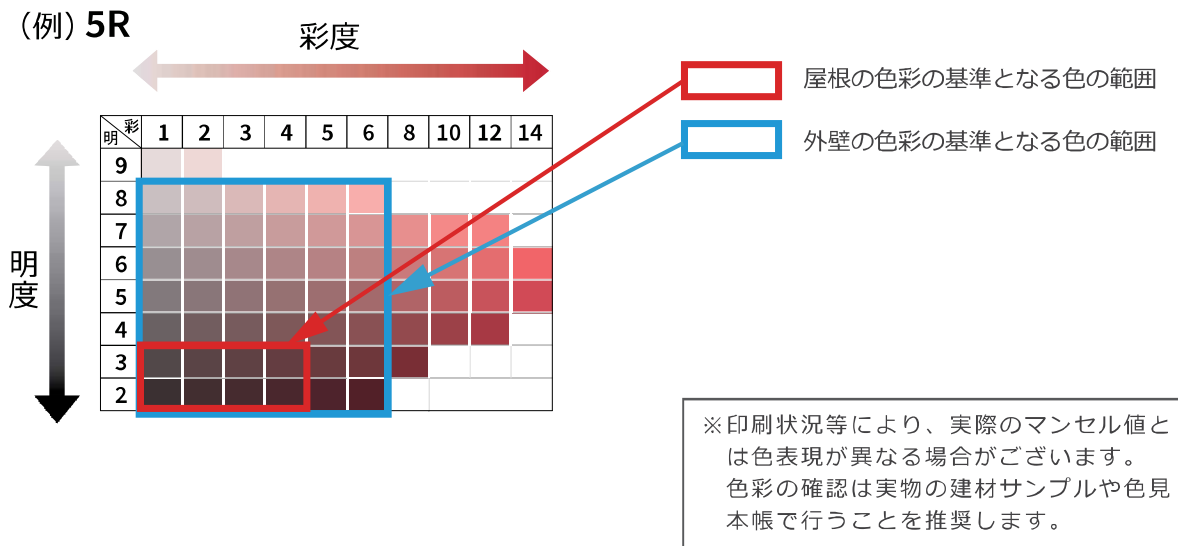 （例）5R
彩度
屋根の色彩の基準となる色の範囲
外壁の色彩の基準となる色の範囲
明 彩 1 2 3 4 5 6 8 10 12 14
9
8
7
6
5
4
3
2
明度
※印刷状況等により、実際のマンセル値と
は色表現が異なる場合がございます。
色彩の確認は実物の建材サンプルや色見
本帳で行うことを推奨します。